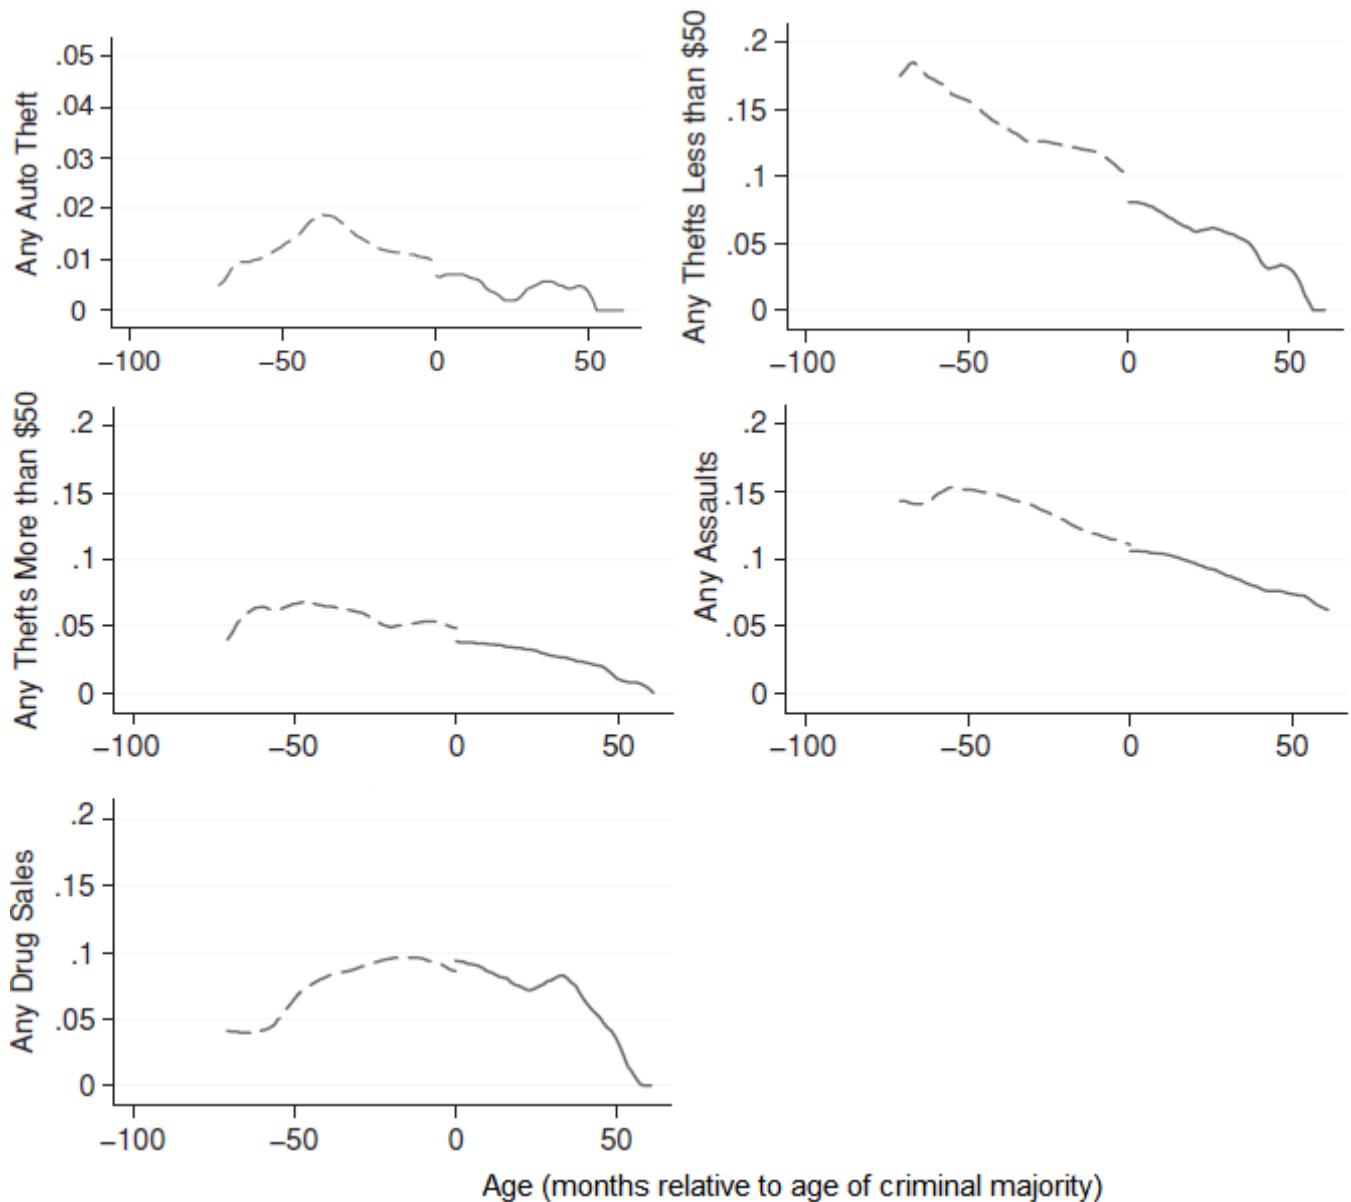 Any Auto Theft
.05
.04
.03
.02
.01
0
−100 −50 0 50
Any Thefts Less than $50
.2
.15
.1
.05
0
−100 −50 0 50
Any Thefts More than $50
.2
.15
.1
.05
0
−100 −50 0 50
Any Assaults
.2
.15
.1
.05
0
−100 −50 0 50
Any Drug Sales
.2
.15
.1
.05
0
−100 −50 0 50
Age (months relative to age of criminal majority)